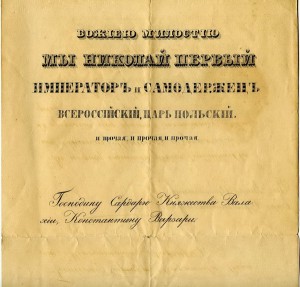 БОЖІЕЮ МИЛОСТІЮ
МЫ НИКОЛАЙ ПЕРВЫЙ
ИМПЕРАТОРЪ и САМОДЕРЖЕЦЪ
ВСЕРОССІЙСКІЙ, ЦАРЬ ПОЛЬСКІЙ,
и прочая, и прочая, и прочая.
Господину Сардарю Княжества Вала
хіи, Константину Варзари.